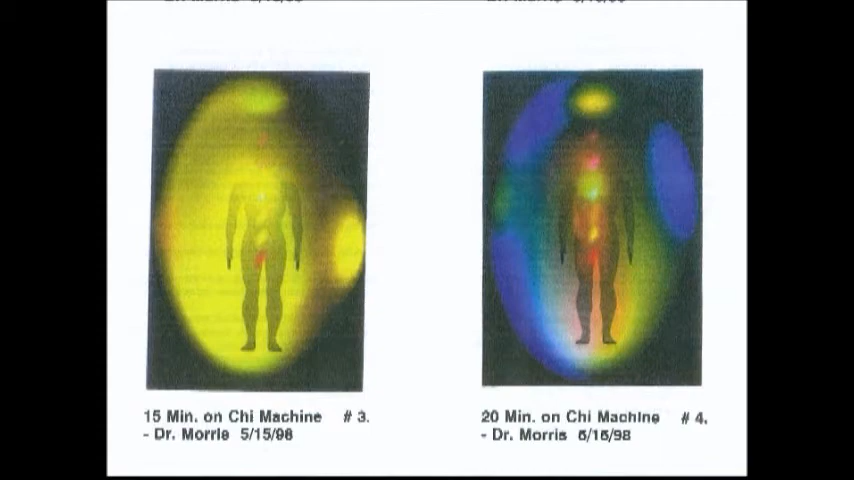 15 Min. on Chi Machine # 3.
- Dr. Morris 5/15/98
20 Min. on Chi Machine # 4.
- Dr. Morris 5/15/98